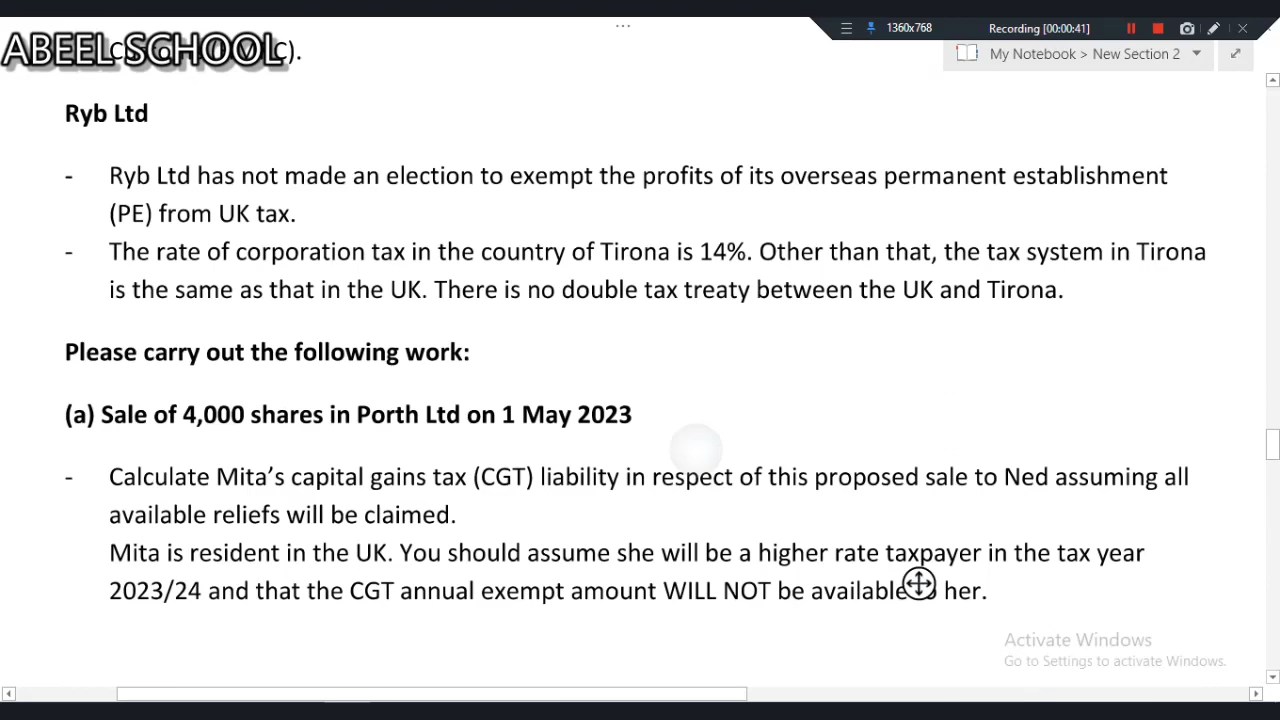 1360x768 Recording [00:00:41]
ABEEL SCHOOL C).
My Notebook > New Section 2
Ryb Ltd
- Ryb Ltd has not made an election to exempt the profits of its overseas permanent establishment
(PE) from UK tax.
- The rate of corporation tax in the country of Tirona is 14%. Other than that, the tax system in Tirona
is the same as that in the UK. There is no double tax treaty between the UK and Tirona.
Please carry out the following work:
(a) Sale of 4,000 shares in Porth Ltd on 1 May 2023
- Calculate Mita’s capital gains tax (CGT) liability in respect of this proposed sale to Ned assuming all
available reliefs will be claimed.
Mita is resident in the UK. You should assume she will be a higher rate taxpayer in the tax year
2023/24 and that the CGT annual exempt amount WILL NOT be available her.
Activate Windows
Go to Settings to activate Windows.